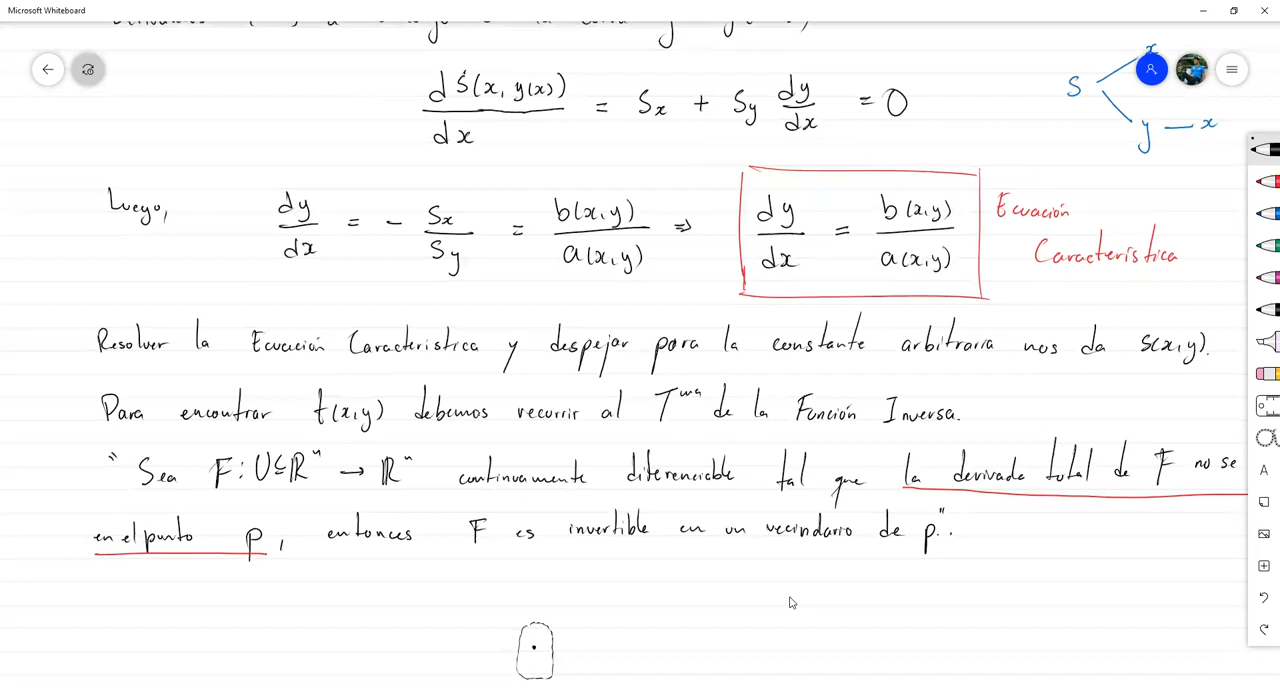 Microsoft Whiteboard
d S(x, y(x)) / dx = Sx + Sy dy/dx = 0
S x
y — x
Luego, dy/dx = - Sx/Sy = b(x,y)/a(x,y) ⇒ dy/dx = b(x,y)/a(x,y) Ecuación
Característica
Resolver la Ecuación Característica y despejar para la constante arbitraria nos da s(x,y).
Para encontrar t(x,y) debemos recurrir al Tma de la Función Inversa.
" Sea F: U⊆ℝⁿ → ℝⁿ continuamente diferenciable tal que la derivada total de F no se
en el punto p, entonces F es invertible en un vecindario de p".
A